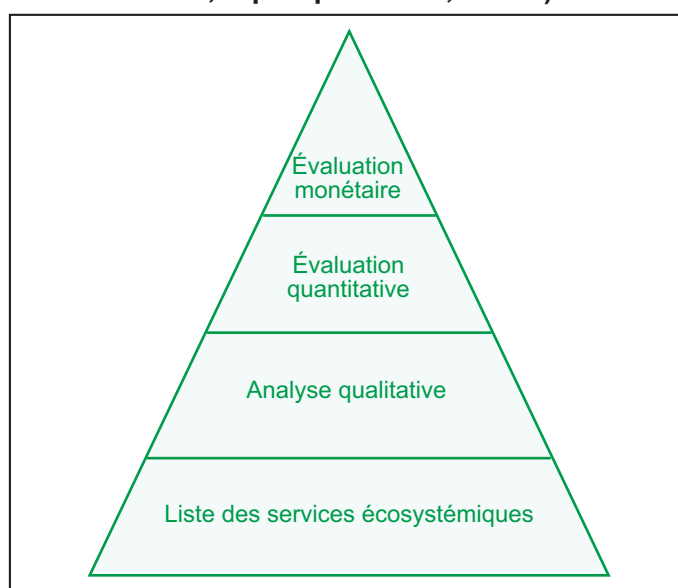 Évaluation
monétaire
Évaluation
quantitative
Analyse qualitative
Liste des services écosystémiques